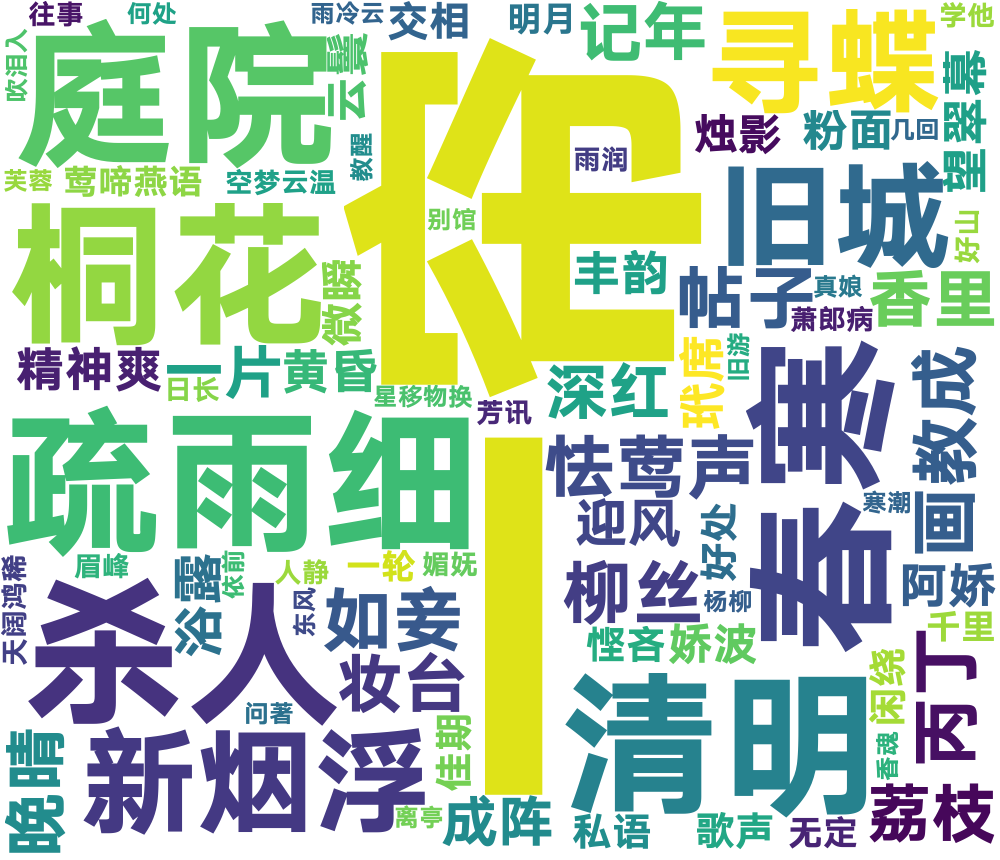 往事
何处
雨冷云
交相
明月
记年
寻蝶
学他
吹泪入
庭院
云鬟
一帘
烛影
粉面
几回
望翠幕
教醒
雨润
芙蓉
莺啼燕语
空梦云温
旧城
别馆
好山
桐花
微瞬
丰韵
帖子
真娘
香里
萧郎病
精神爽
一片
黄昏
日长
星移物换
深红
玳席
旧游
芳讯
春寒
教成
疏雨细
怯莺声
画
迎风
好处
寒潮
天阔鸿稀
眉峰
浴露
依前
人静
一轮
媚妩
柳丝
杨柳
阿娇
杀人
东风
如妾
妆台
悭吝
娇波
千里
闲绕
丙丁
问著
清明
晚晴
新烟浮
佳期
香魂
离亭
成阵
私语
歌声
无定
荔枝